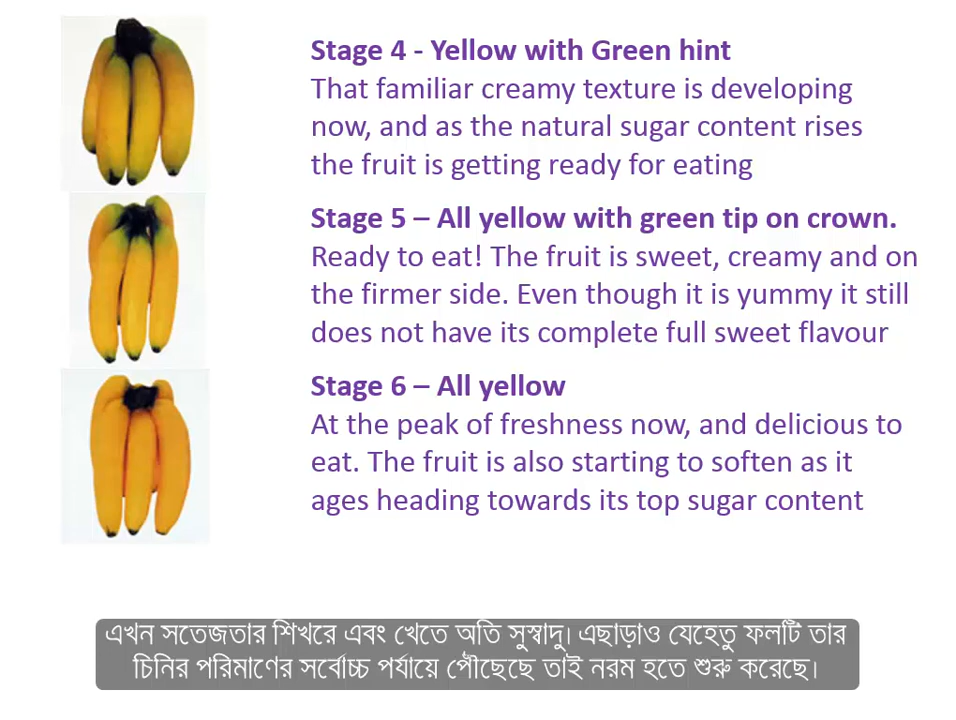 Stage 4 - Yellow with Green hint
That familiar creamy texture is developing
now, and as the natural sugar content rises
the fruit is getting ready for eating
Stage 5 – All yellow with green tip on crown.
Ready to eat! The fruit is sweet, creamy and on
the firmer side. Even though it is yummy it still
does not have its complete full sweet flavour
Stage 6 – All yellow
At the peak of freshness now, and delicious to
eat. The fruit is also starting to soften as it
ages heading towards its top sugar content
এখন সতেজতার শিখরে এবং খেতে অতি সুস্বাদু। এছাড়াও যেহেতু ফলটি তার
চিনির পরিমাণের সর্বোচ্চ পর্যায়ে পৌছেছে তাই নরম হতে শুরু করেছে।